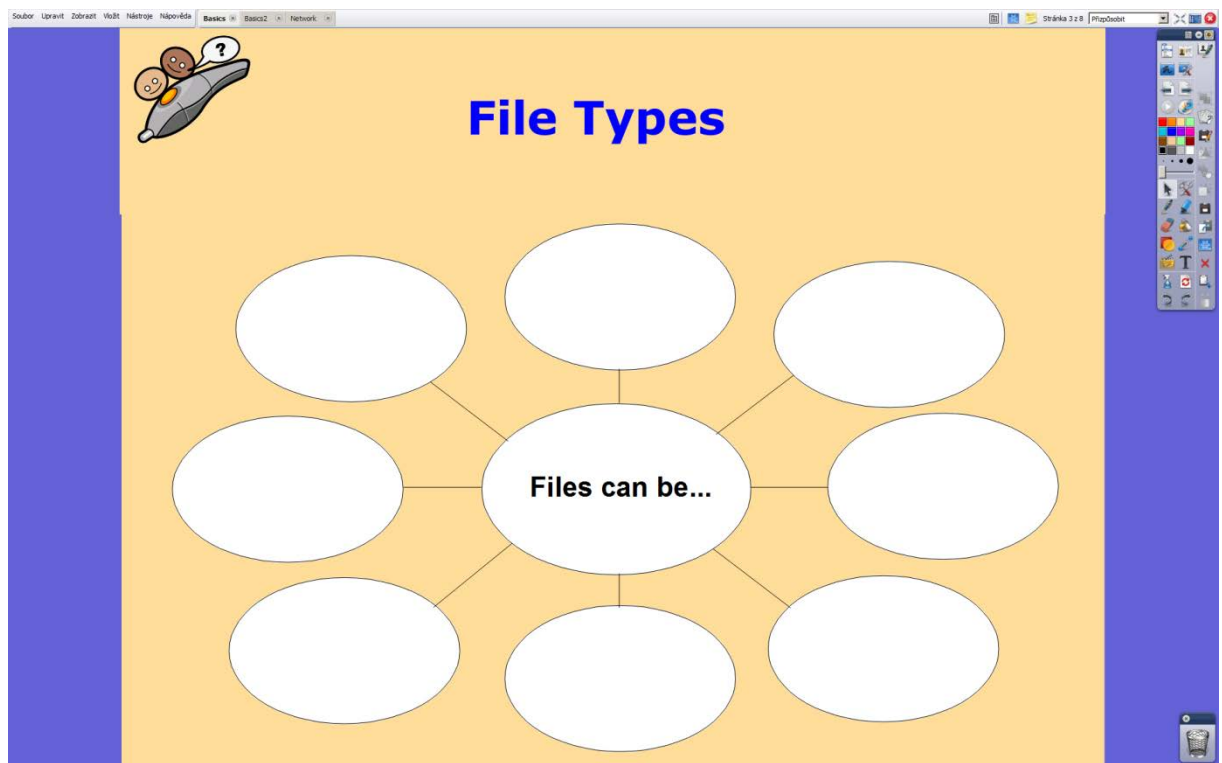 Soubor Upravit Zobrazit Vložit Nástroje Nápověda Basics Basics2 Network Stránka 3 z 8 Přizpůsobit
?
File Types
Files can be...
T